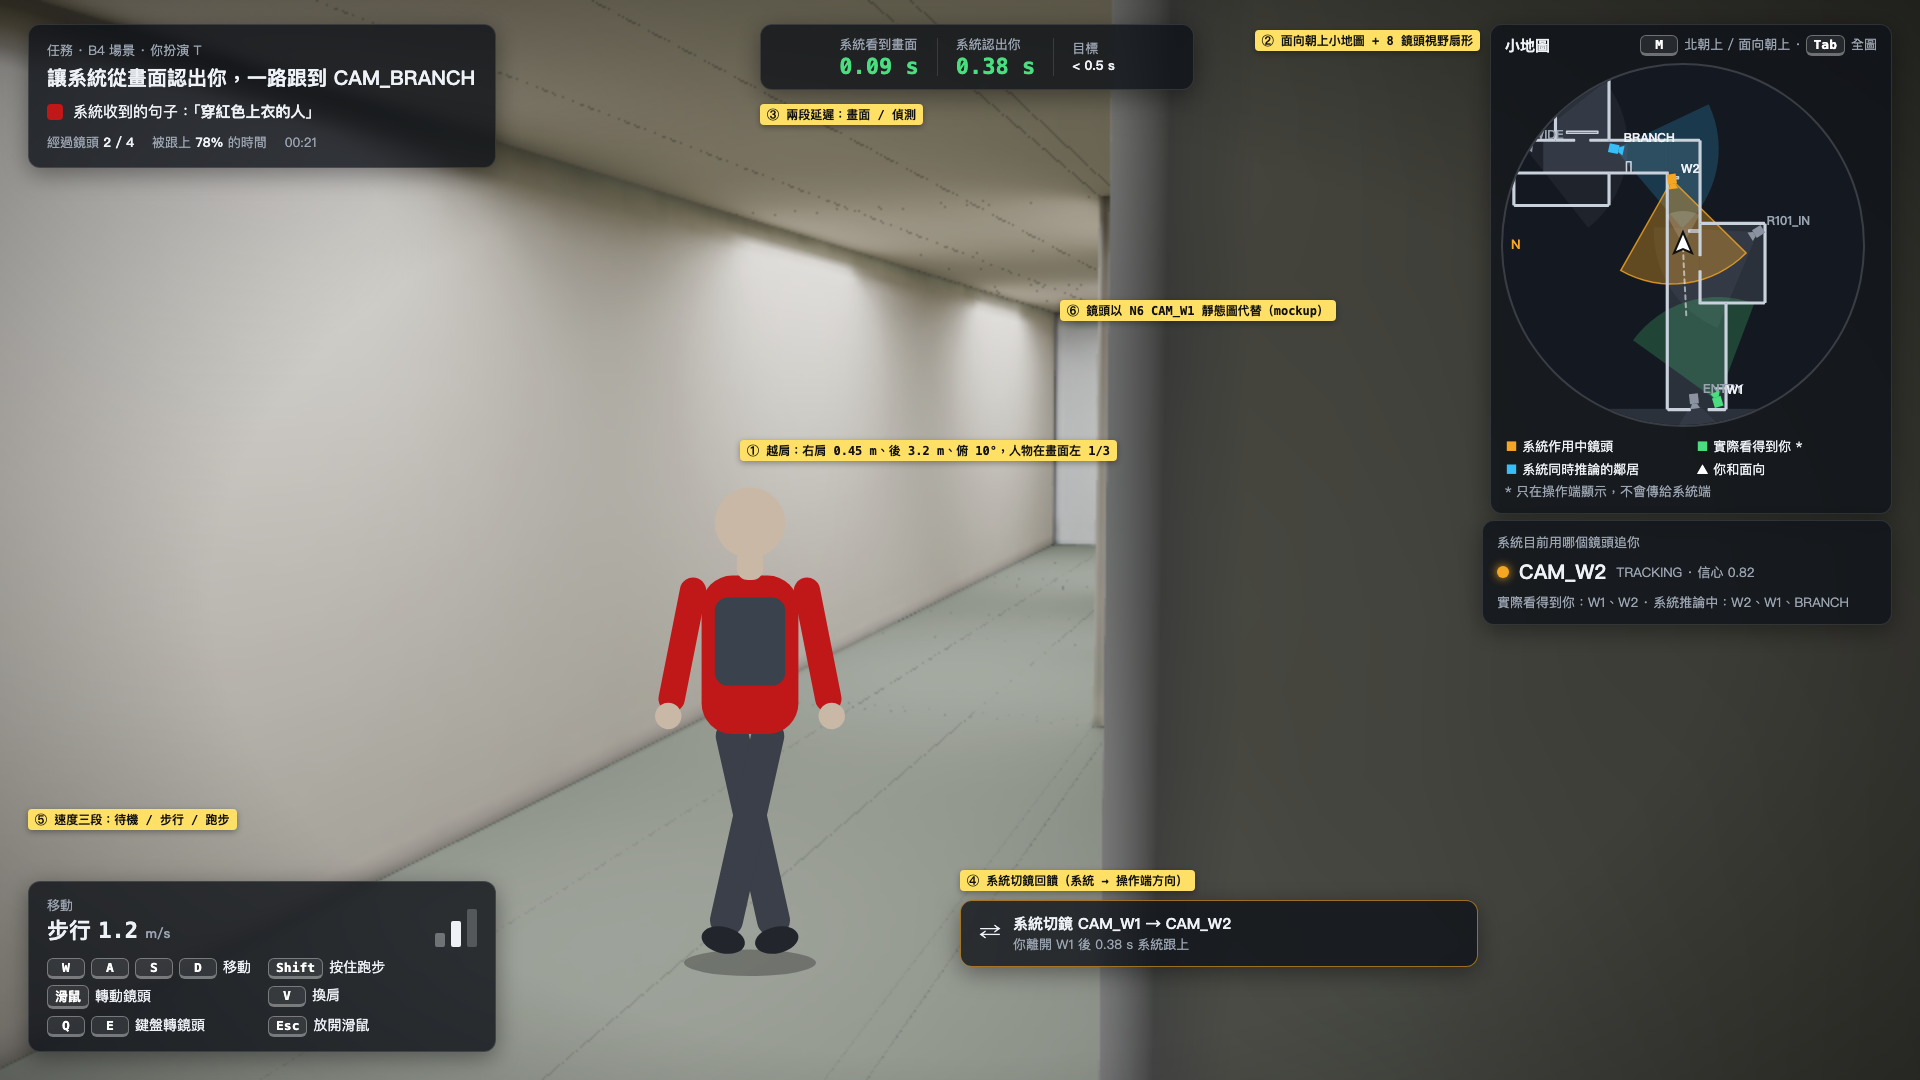 任務 · B4 場景 · 你扮演 T
讓系統從畫面認出你，一路跟到 CAM_BRANCH
系統收到的句子：「穿紅色上衣的人」
經過鏡頭 2 / 4 被跟上 78% 的時間 00:21
系統看到畫面
0.09 s
系統認出你
0.38 s
目標
< 0.5 s
③ 兩段延遲：畫面 / 偵測
② 面向朝上小地圖 + 8 鏡頭視野扇形
小地圖
M 北朝上 / 面向朝上 · Tab 全圖
BRANCH
W2
R101_IN
N
W1
系統作用中鏡頭
實際看得到你 *
系統同時推論的鄰居
你和面向
* 只在操作端顯示，不會傳給系統端
系統目前用哪個鏡頭追你
CAM_W2 TRACKING · 信心 0.82
實際看得到你：W1、W2 · 系統推論中：W2、W1、BRANCH
⑥ 鏡頭以 N6 CAM_W1 靜態圖代替 (mockup)
① 越肩：右肩 0.45 m、後 3.2 m、俯 10°，人物在畫面左 1/3
⑤ 速度三段：待機 / 步行 / 跑步
移動
步行 1.2 m/s
W A S D 移動 Shift 按住跑步
滑鼠 轉動鏡頭 V 換肩
Q E 鍵盤轉鏡頭 Esc 放開滑鼠
④ 系統切鏡回饋 (系統 → 操作端方向)
⇄ 系統切鏡 CAM_W1 → CAM_W2
你離開 W1 後 0.38 s 系統跟上